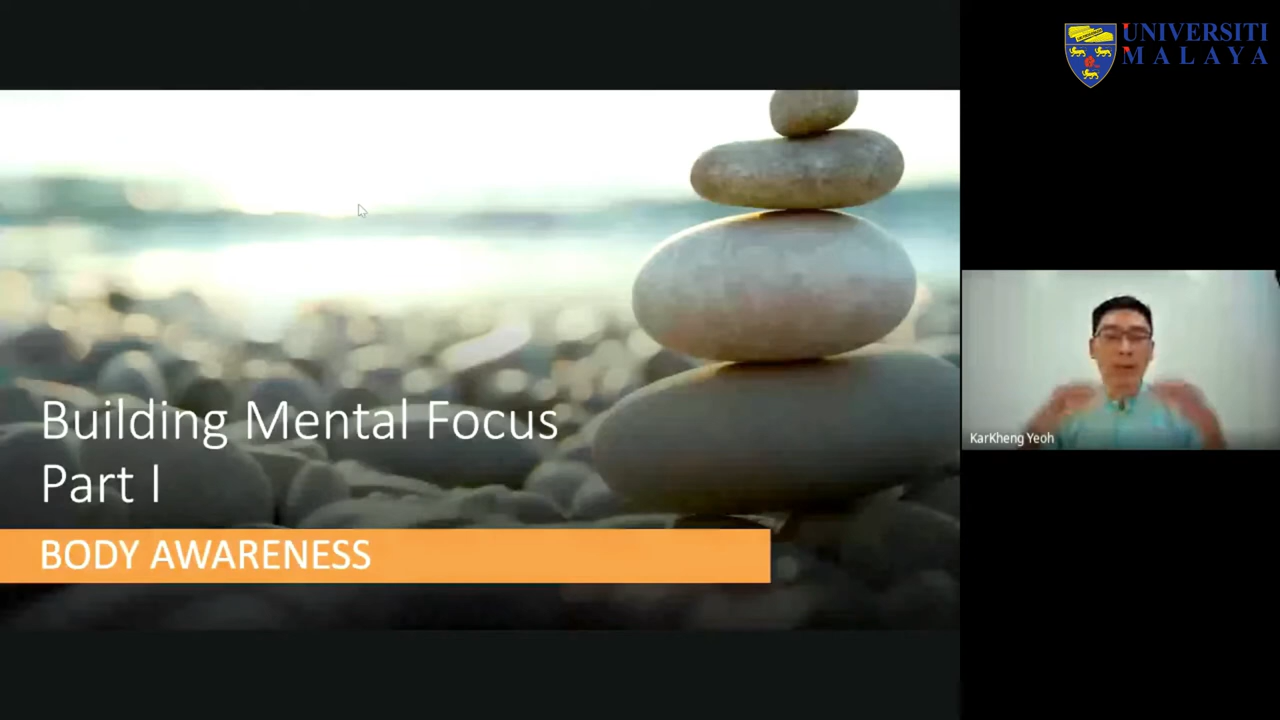 UNIVERSITI
MALAYA
Building Mental Focus
Part I
BODY AWARENESS
KarKheng Yeoh